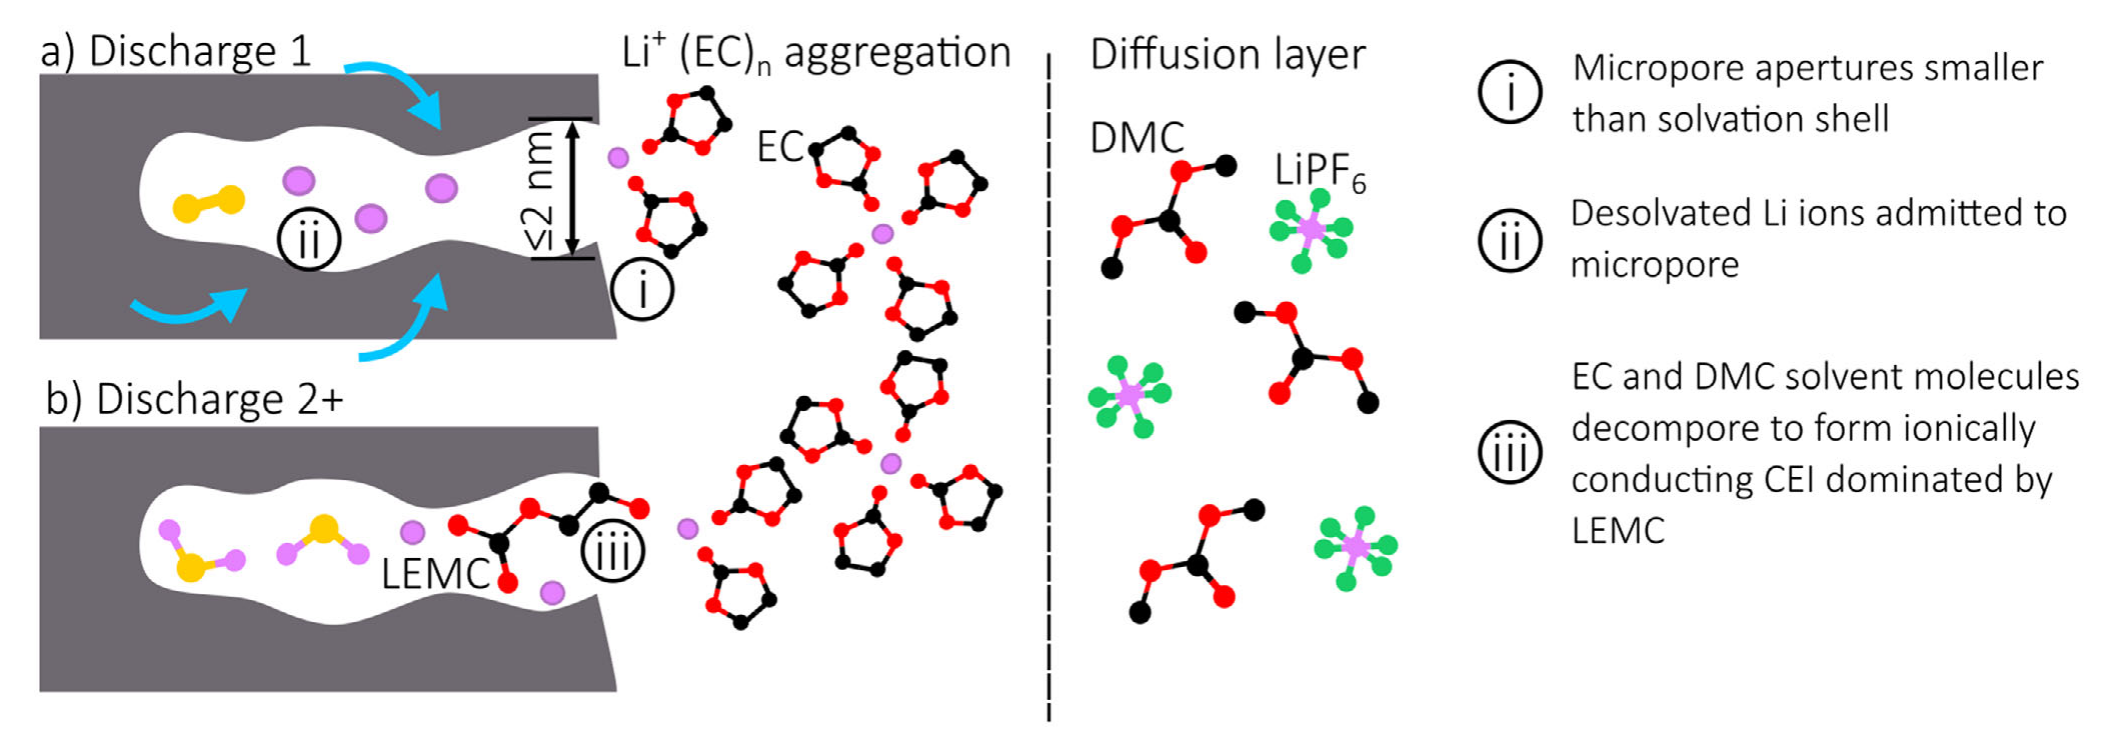 a) Discharge 1
Li⁺ (EC)ₙ aggregation
Diffusion layer
≤2 nm
EC
DMC
LiPF₆
ii
i
b) Discharge 2+
LEMC
iii
i
Micropore apertures smaller
than solvation shell
ii
Desolvated Li ions admitted to
micropore
iii
EC and DMC solvent molecules
decompore to form ionically
conducting CEI dominated by
LEMC